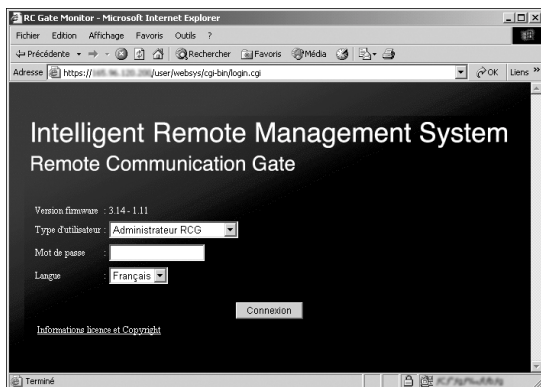 RC Gate Monitor - Microsoft Internet Explorer
Fichier Edition Affichage Favoris Outils ?
Précédente Rechercher Favoris Média
Adresse https:// /user/websys/cgi-bin/login.cgi OK Liens »
Intelligent Remote Management System
Remote Communication Gate
Version firmware : 3.14 - 1.11
Type d'utilisateur : Administrateur RCG
Mot de passe :
Langue : Français
Connexion
Informations licence et Copyright
Terminé